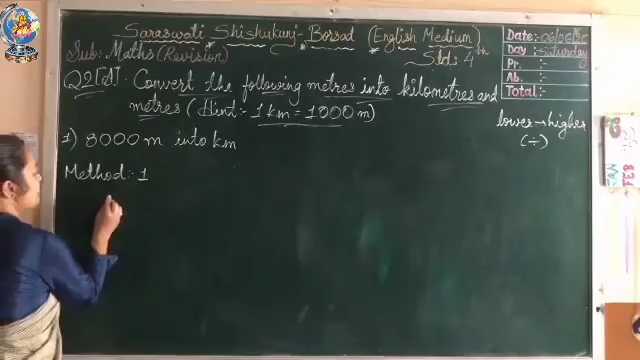 Saraswati Shishukunj - Borsad (English Medium)
Sub: Maths (Revision)
Std: 4th
Date:- 06/06/
Day :- Saturday
Pr. :-
Ab. :-
Total:-
Q2[d] . Convert the following metres into kilometres and
metres (Hint:- 1 km = 1000 m)
lower→higher
(÷)
1) 8000 m into km
Method:- 1